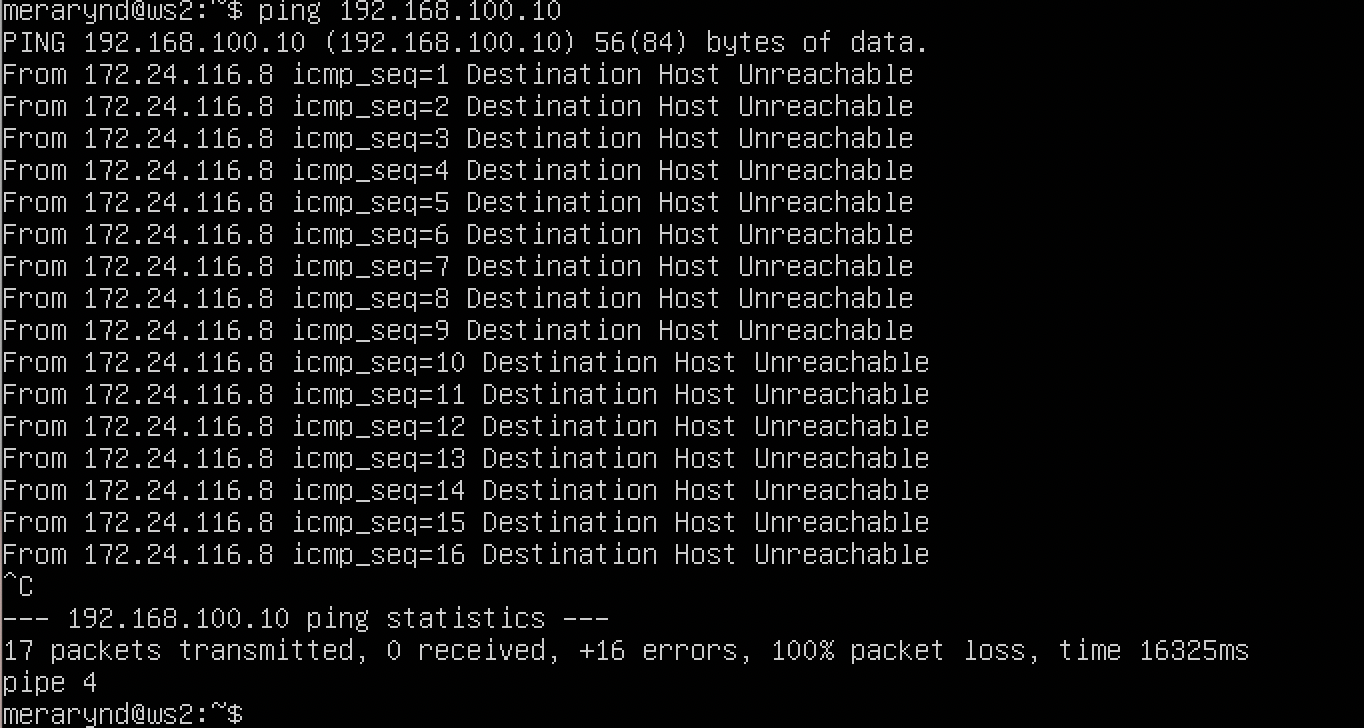 merarynd@ws2:~$ ping 192.168.100.10
PING 192.168.100.10 (192.168.100.10) 56(84) bytes of data.
From 172.24.116.8 icmp_seq=1 Destination Host Unreachable
From 172.24.116.8 icmp_seq=2 Destination Host Unreachable
From 172.24.116.8 icmp_seq=3 Destination Host Unreachable
From 172.24.116.8 icmp_seq=4 Destination Host Unreachable
From 172.24.116.8 icmp_seq=5 Destination Host Unreachable
From 172.24.116.8 icmp_seq=6 Destination Host Unreachable
From 172.24.116.8 icmp_seq=7 Destination Host Unreachable
From 172.24.116.8 icmp_seq=8 Destination Host Unreachable
From 172.24.116.8 icmp_seq=9 Destination Host Unreachable
From 172.24.116.8 icmp_seq=10 Destination Host Unreachable
From 172.24.116.8 icmp_seq=11 Destination Host Unreachable
From 172.24.116.8 icmp_seq=12 Destination Host Unreachable
From 172.24.116.8 icmp_seq=13 Destination Host Unreachable
From 172.24.116.8 icmp_seq=14 Destination Host Unreachable
From 172.24.116.8 icmp_seq=15 Destination Host Unreachable
From 172.24.116.8 icmp_seq=16 Destination Host Unreachable
^C
--- 192.168.100.10 ping statistics ---
17 packets transmitted, 0 received, +16 errors, 100% packet loss, time 16325ms
pipe 4
merarynd@ws2:~$